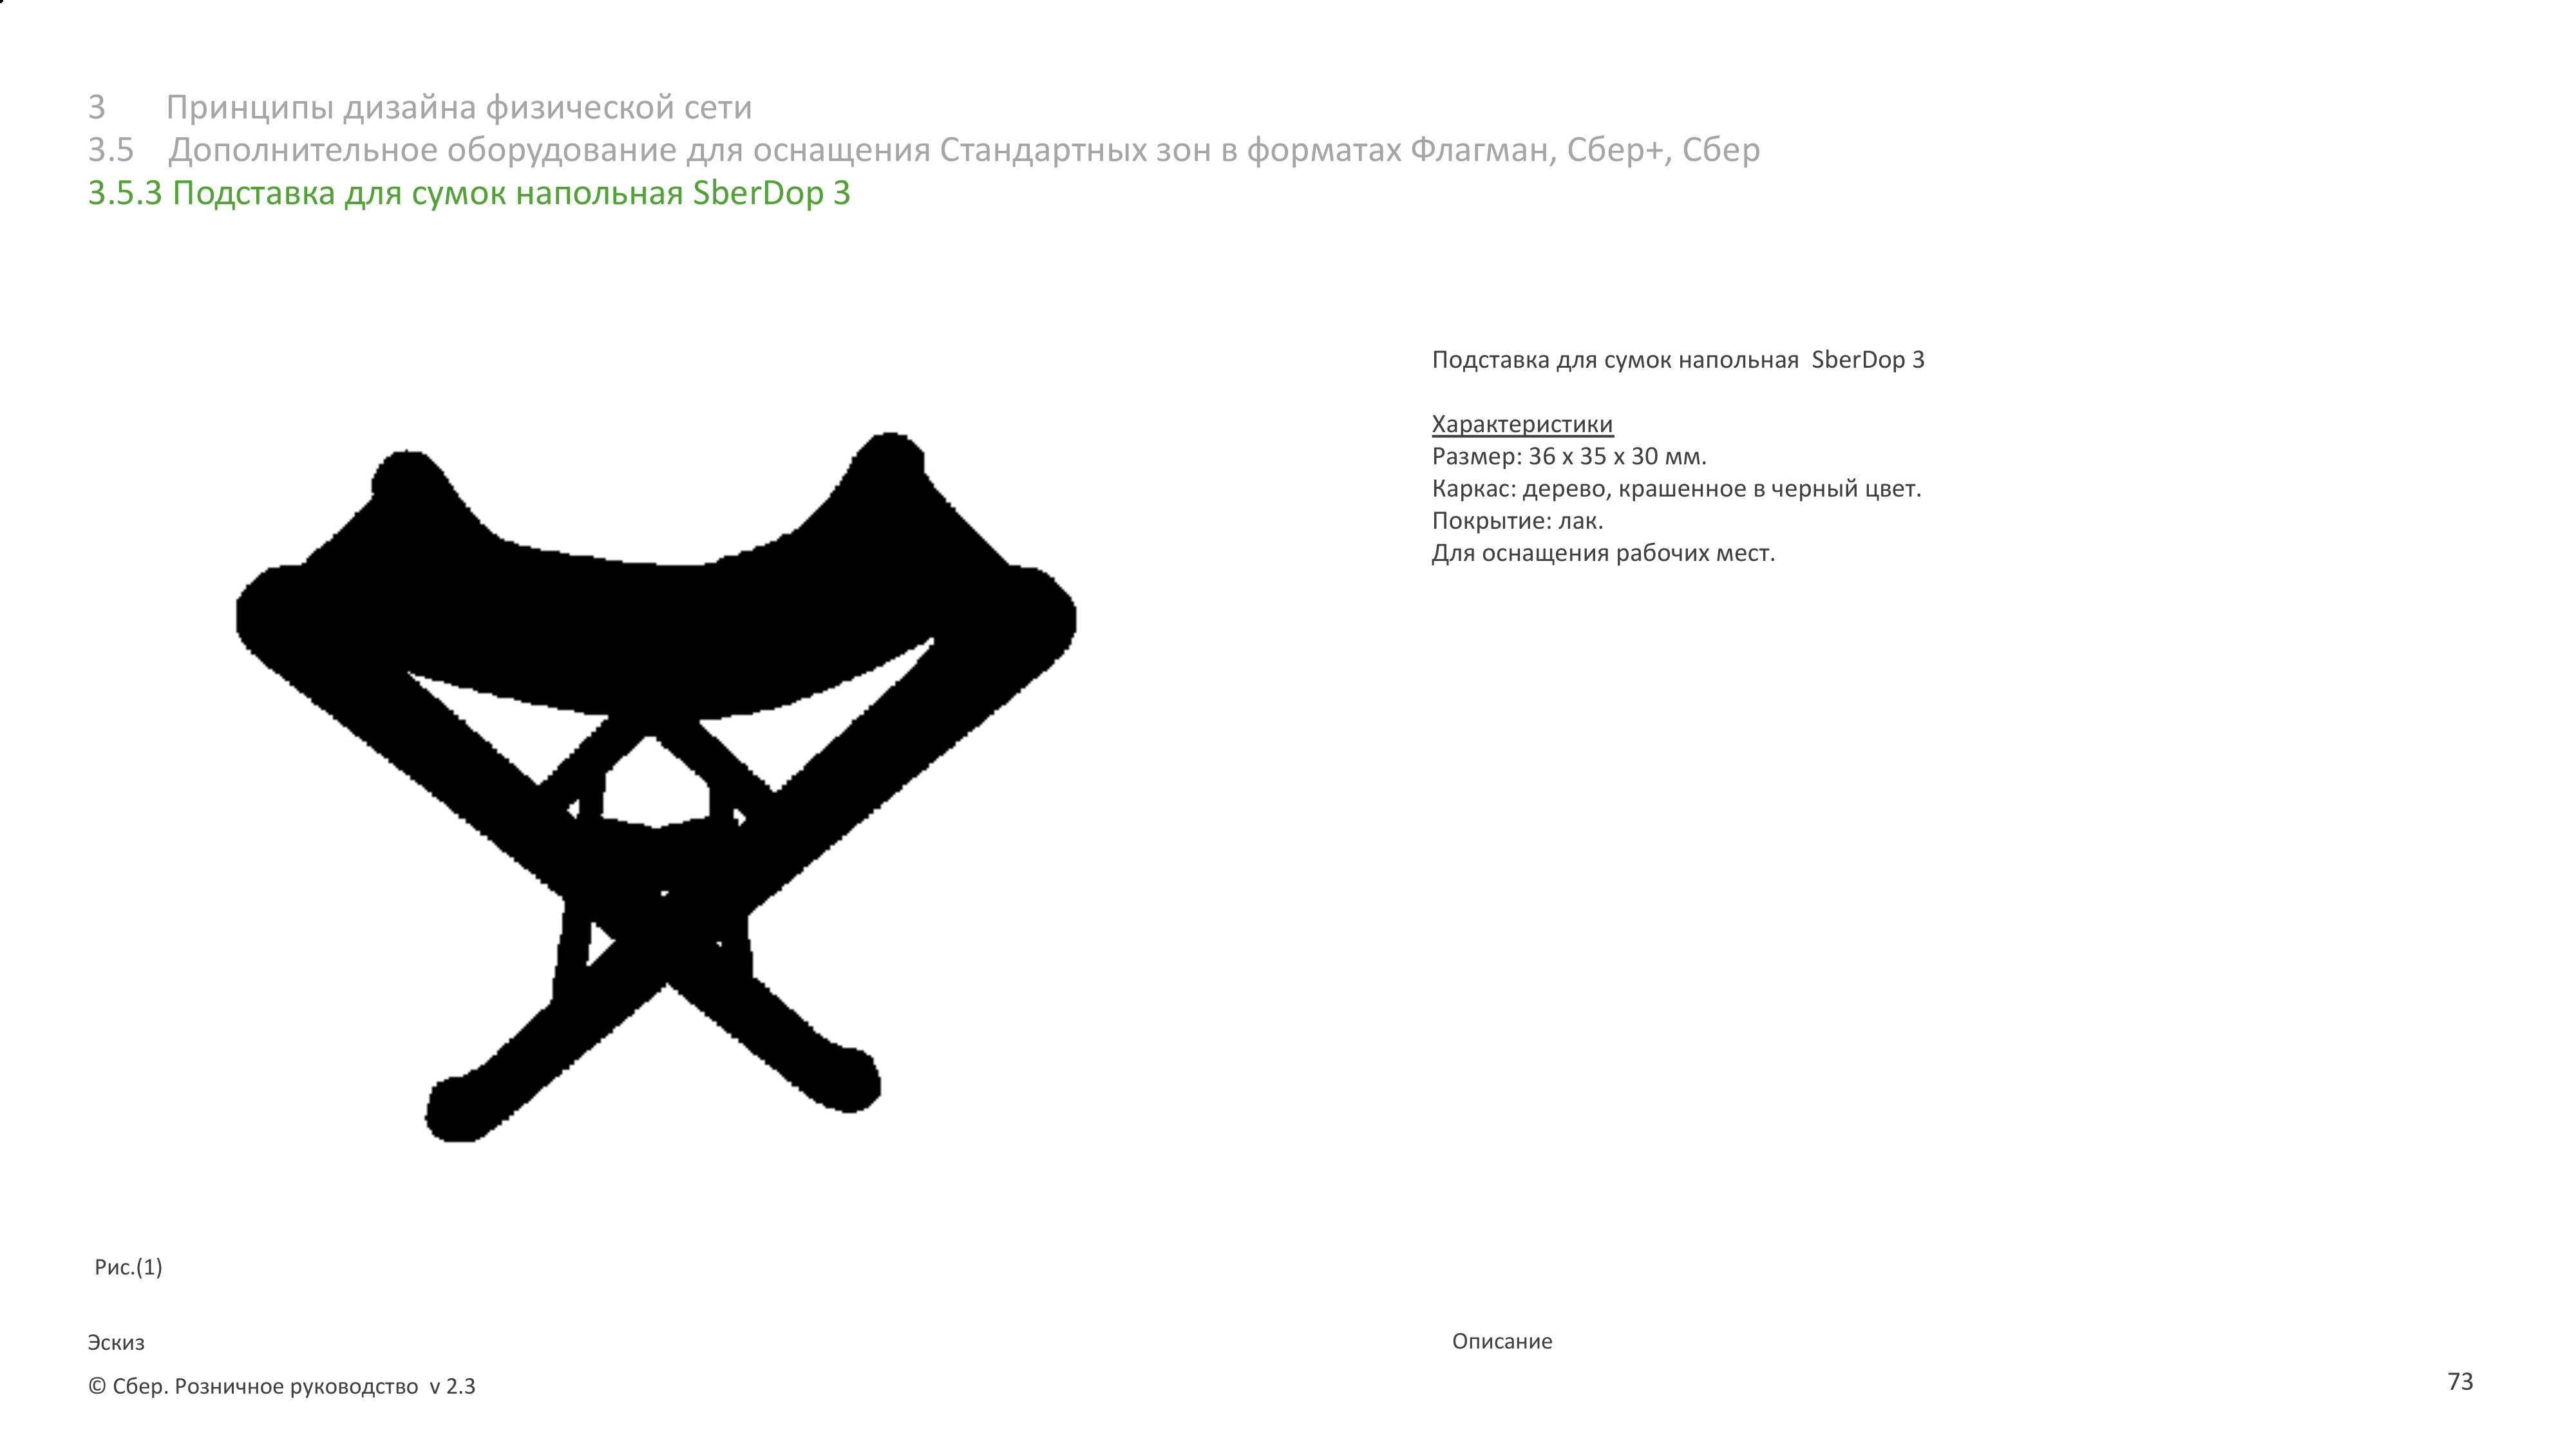 3 Принципы дизайна физической сети
3.5 Дополнительное оборудование для оснащения Стандартных зон в форматах Флагман, Сбер+, Сбер
3.5.3 Подставка для сумок напольная SberDop 3
Подставка для сумок напольная SberDop 3
Характеристики
Размер: 36 х 35 х 30 мм.
Каркас: дерево, крашенное в черный цвет.
Покрытие: лак.
Для оснащения рабочих мест.
Рис.(1)
Эскиз
Описание
© Сбер. Розничное руководство v 2.3
73